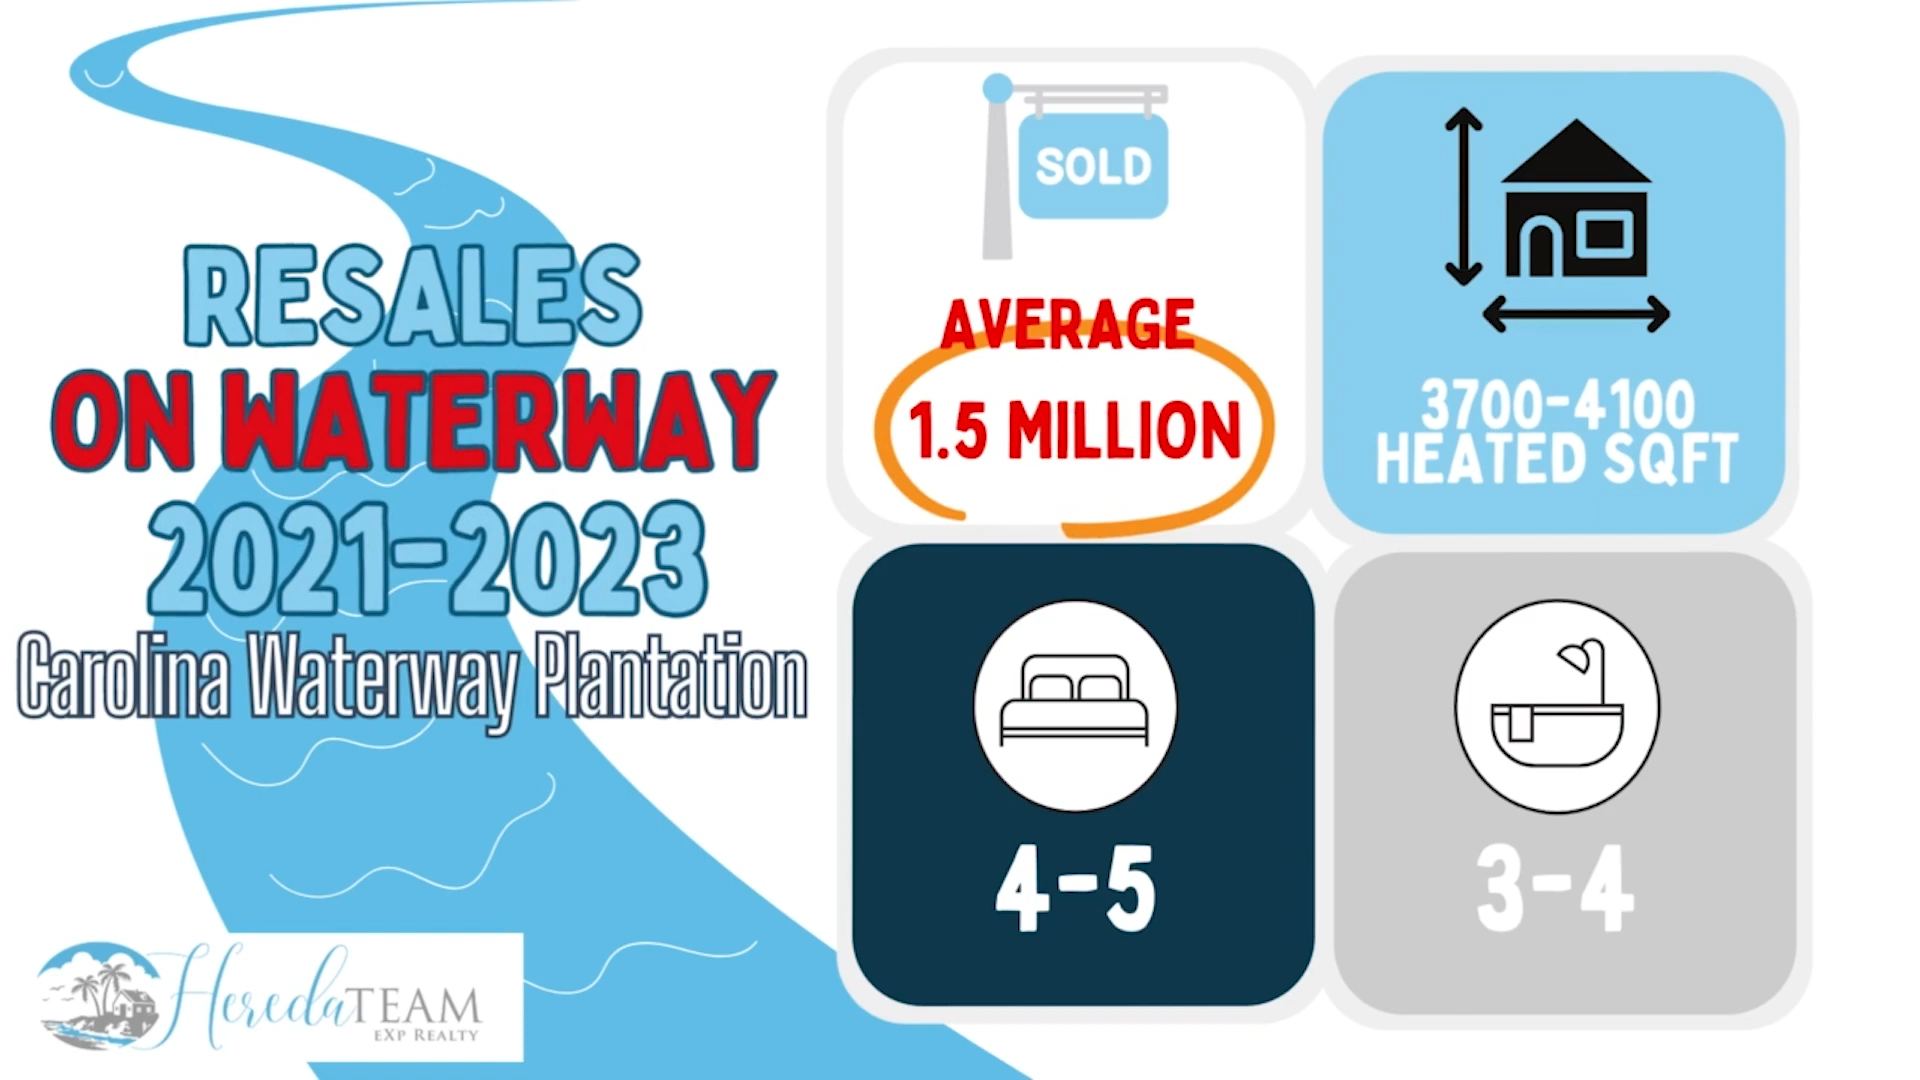 RESALES
ON WATERWAY
2021-2023
Carolina Waterway Plantation
HeredaTEAM
eXp Realty
SOLD
AVERAGE
1.5 MILLION
3700-4100
HEATED SQFT
4-5
3-4